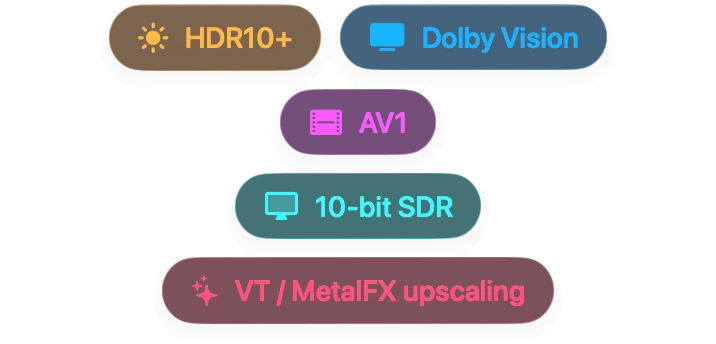 HDR10+ Dolby Vision
AV1
10-bit SDR
VT / MetalFX upscaling